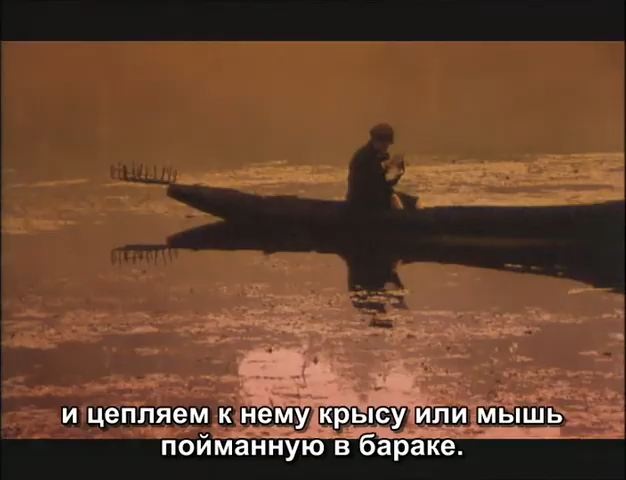 и цепляем к нему крысу или мышь
пойманную в бараке.